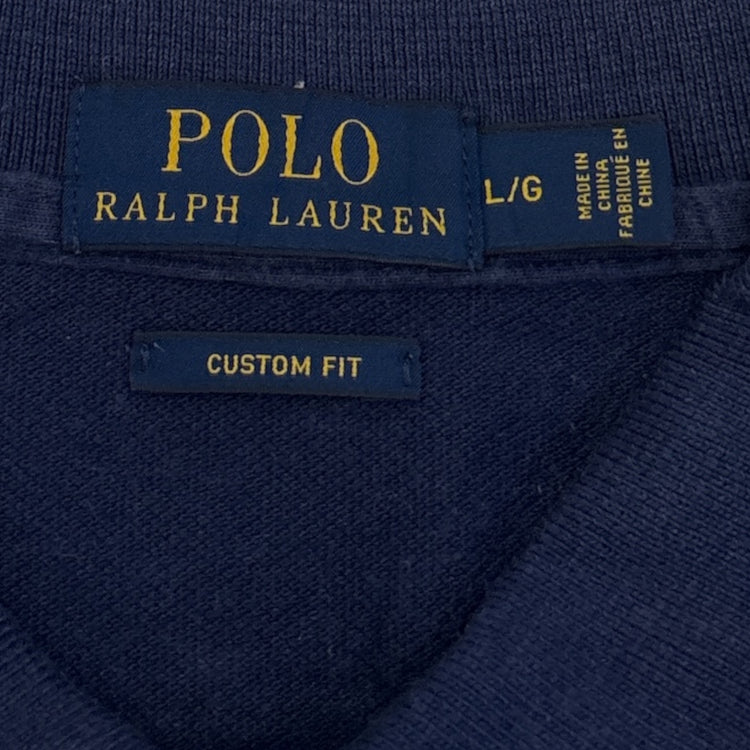 POLO
RALPH LAUREN
L/G
MADE IN
CHINA
FABRIQUÉ EN
CHINE
CUSTOM FIT